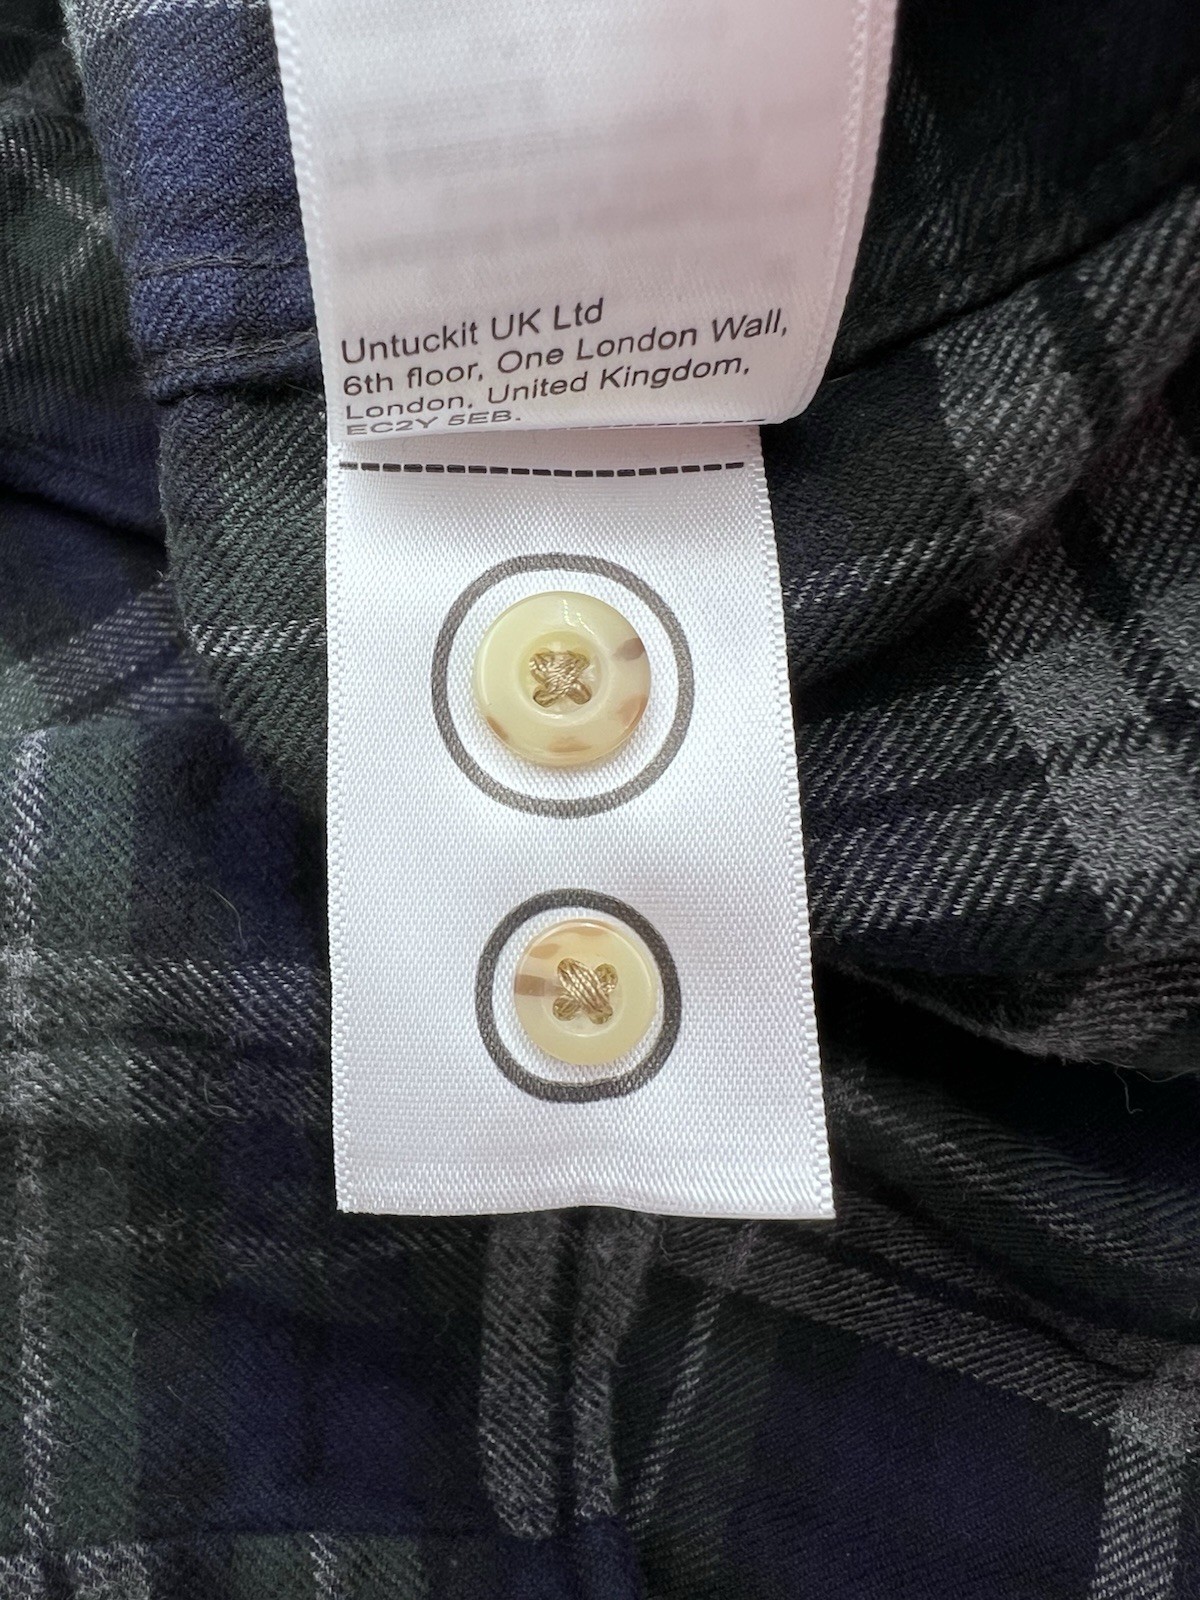 Untuckit UK Ltd
6th floor, One London Wall,
London, United Kingdom,
EC2Y 5EB.